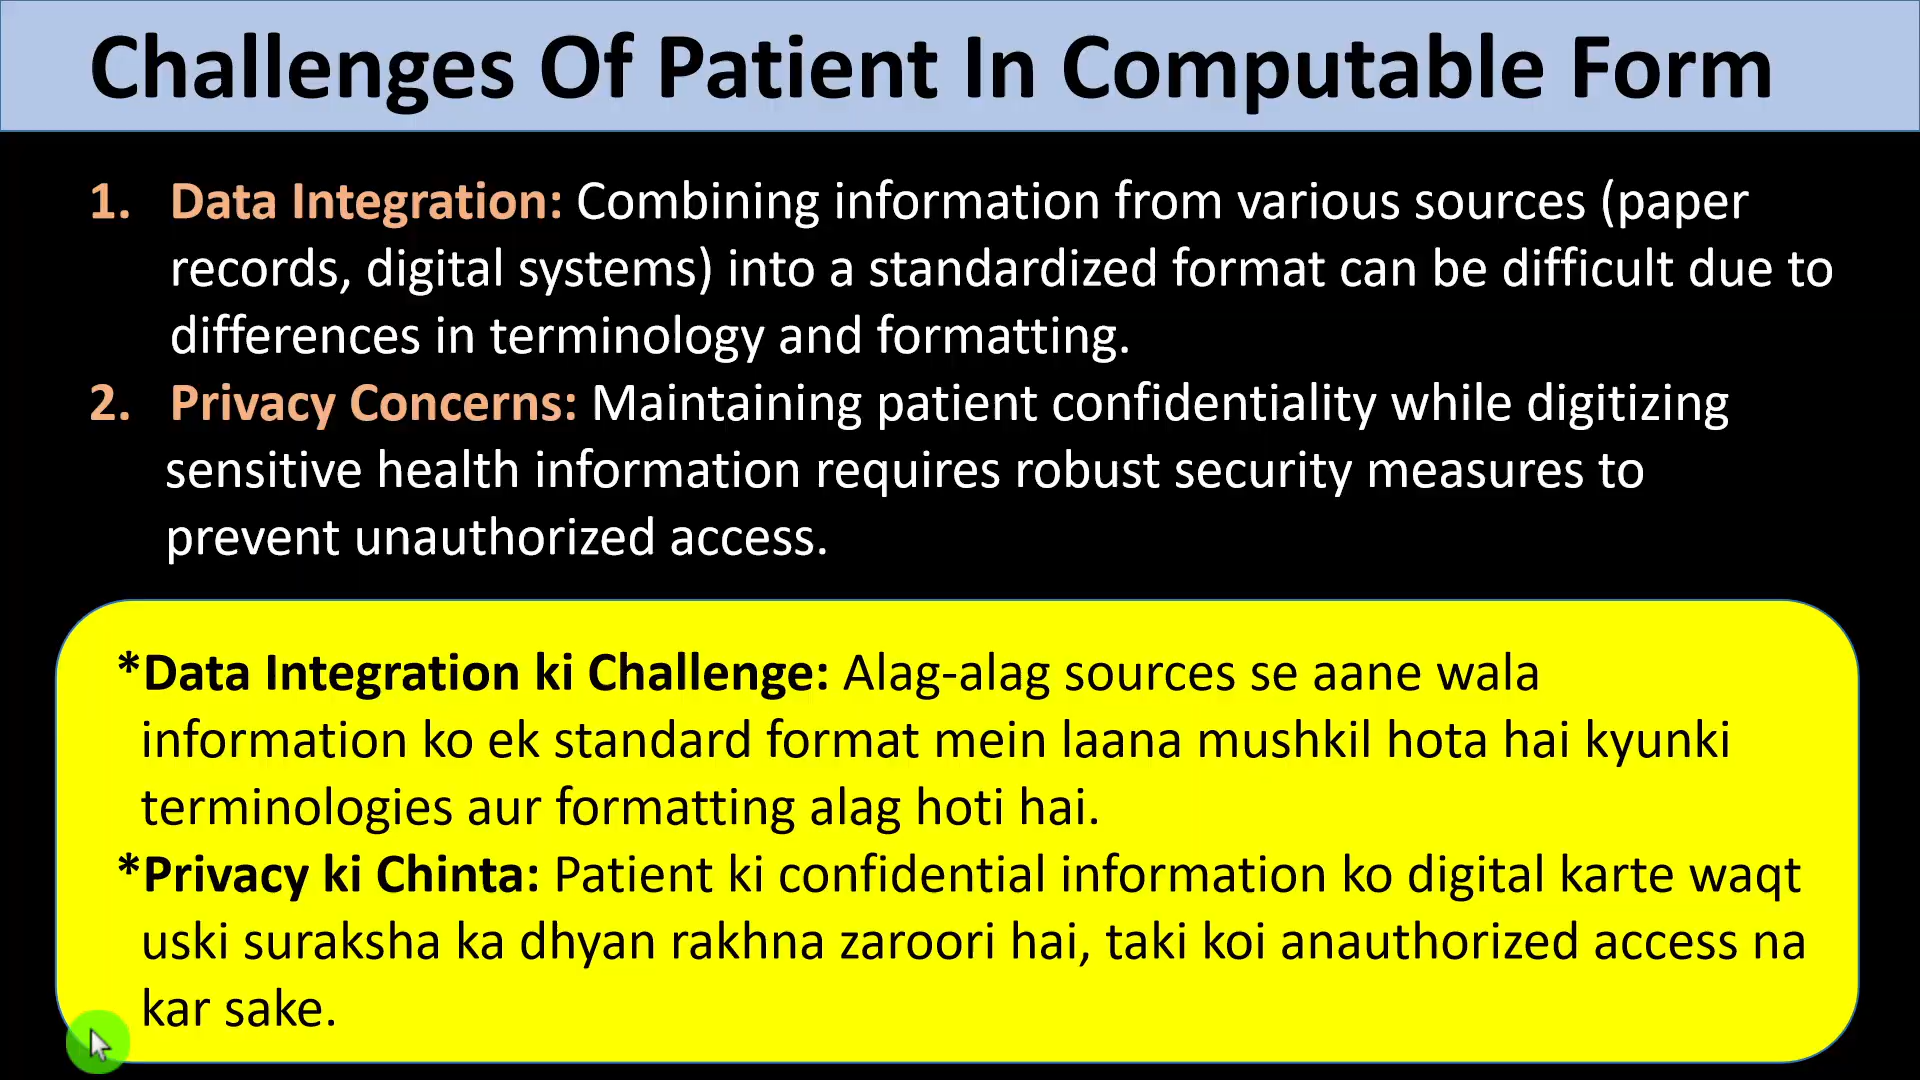 Challenges Of Patient In Computable Form
1. Data Integration: Combining information from various sources (paper
records, digital systems) into a standardized format can be difficult due to
differences in terminology and formatting.
2. Privacy Concerns: Maintaining patient confidentiality while digitizing
sensitive health information requires robust security measures to
prevent unauthorized access.
*Data Integration ki Challenge: Alag-alag sources se aane wala
information ko ek standard format mein laana mushkil hota hai kyunki
terminologies aur formatting alag hoti hai.
*Privacy ki Chinta: Patient ki confidential information ko digital karte waqt
uski suraksha ka dhyan rakhna zaroori hai, taki koi anauthorized access na
kar sake.